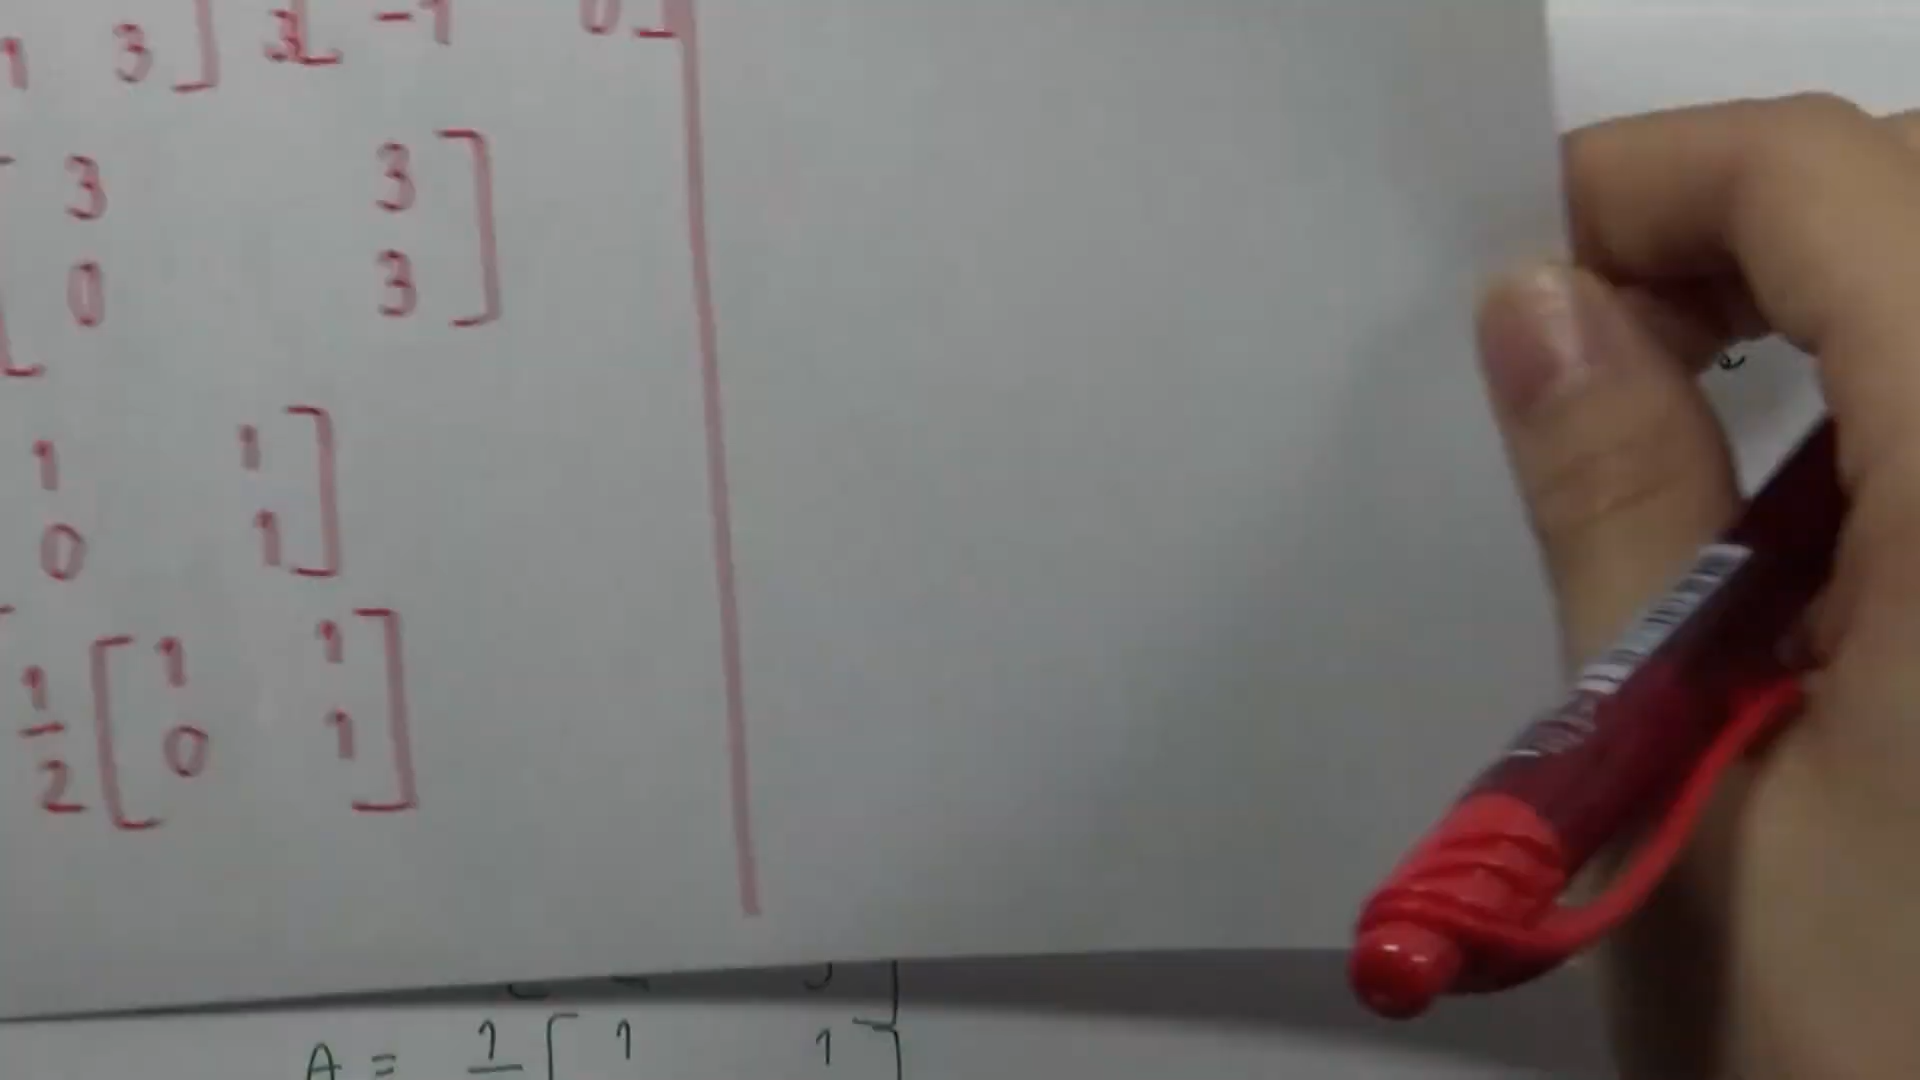 1 3 ] 3 [ -1 0 ]
[ 3 3
0 3 ]
1 1
0 1 ]
1/2 [ 1 1
0 1 ]
A = 1 [ 1 1 ]